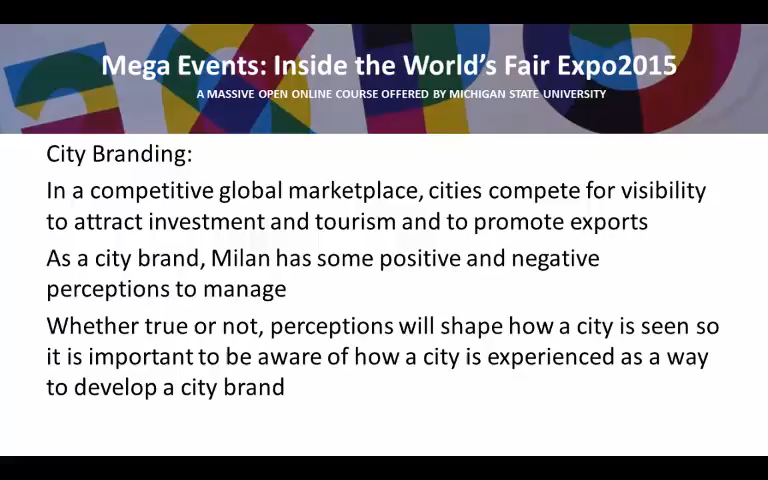 Mega Events: Inside the World's Fair Expo2015
A MASSIVE OPEN ONLINE COURSE OFFERED BY MICHIGAN STATE UNIVERSITY
City Branding:
In a competitive global marketplace, cities compete for visibility
to attract investment and tourism and to promote exports
As a city brand, Milan has some positive and negative
perceptions to manage
Whether true or not, perceptions will shape how a city is seen so
it is important to be aware of how a city is experienced as a way
to develop a city brand